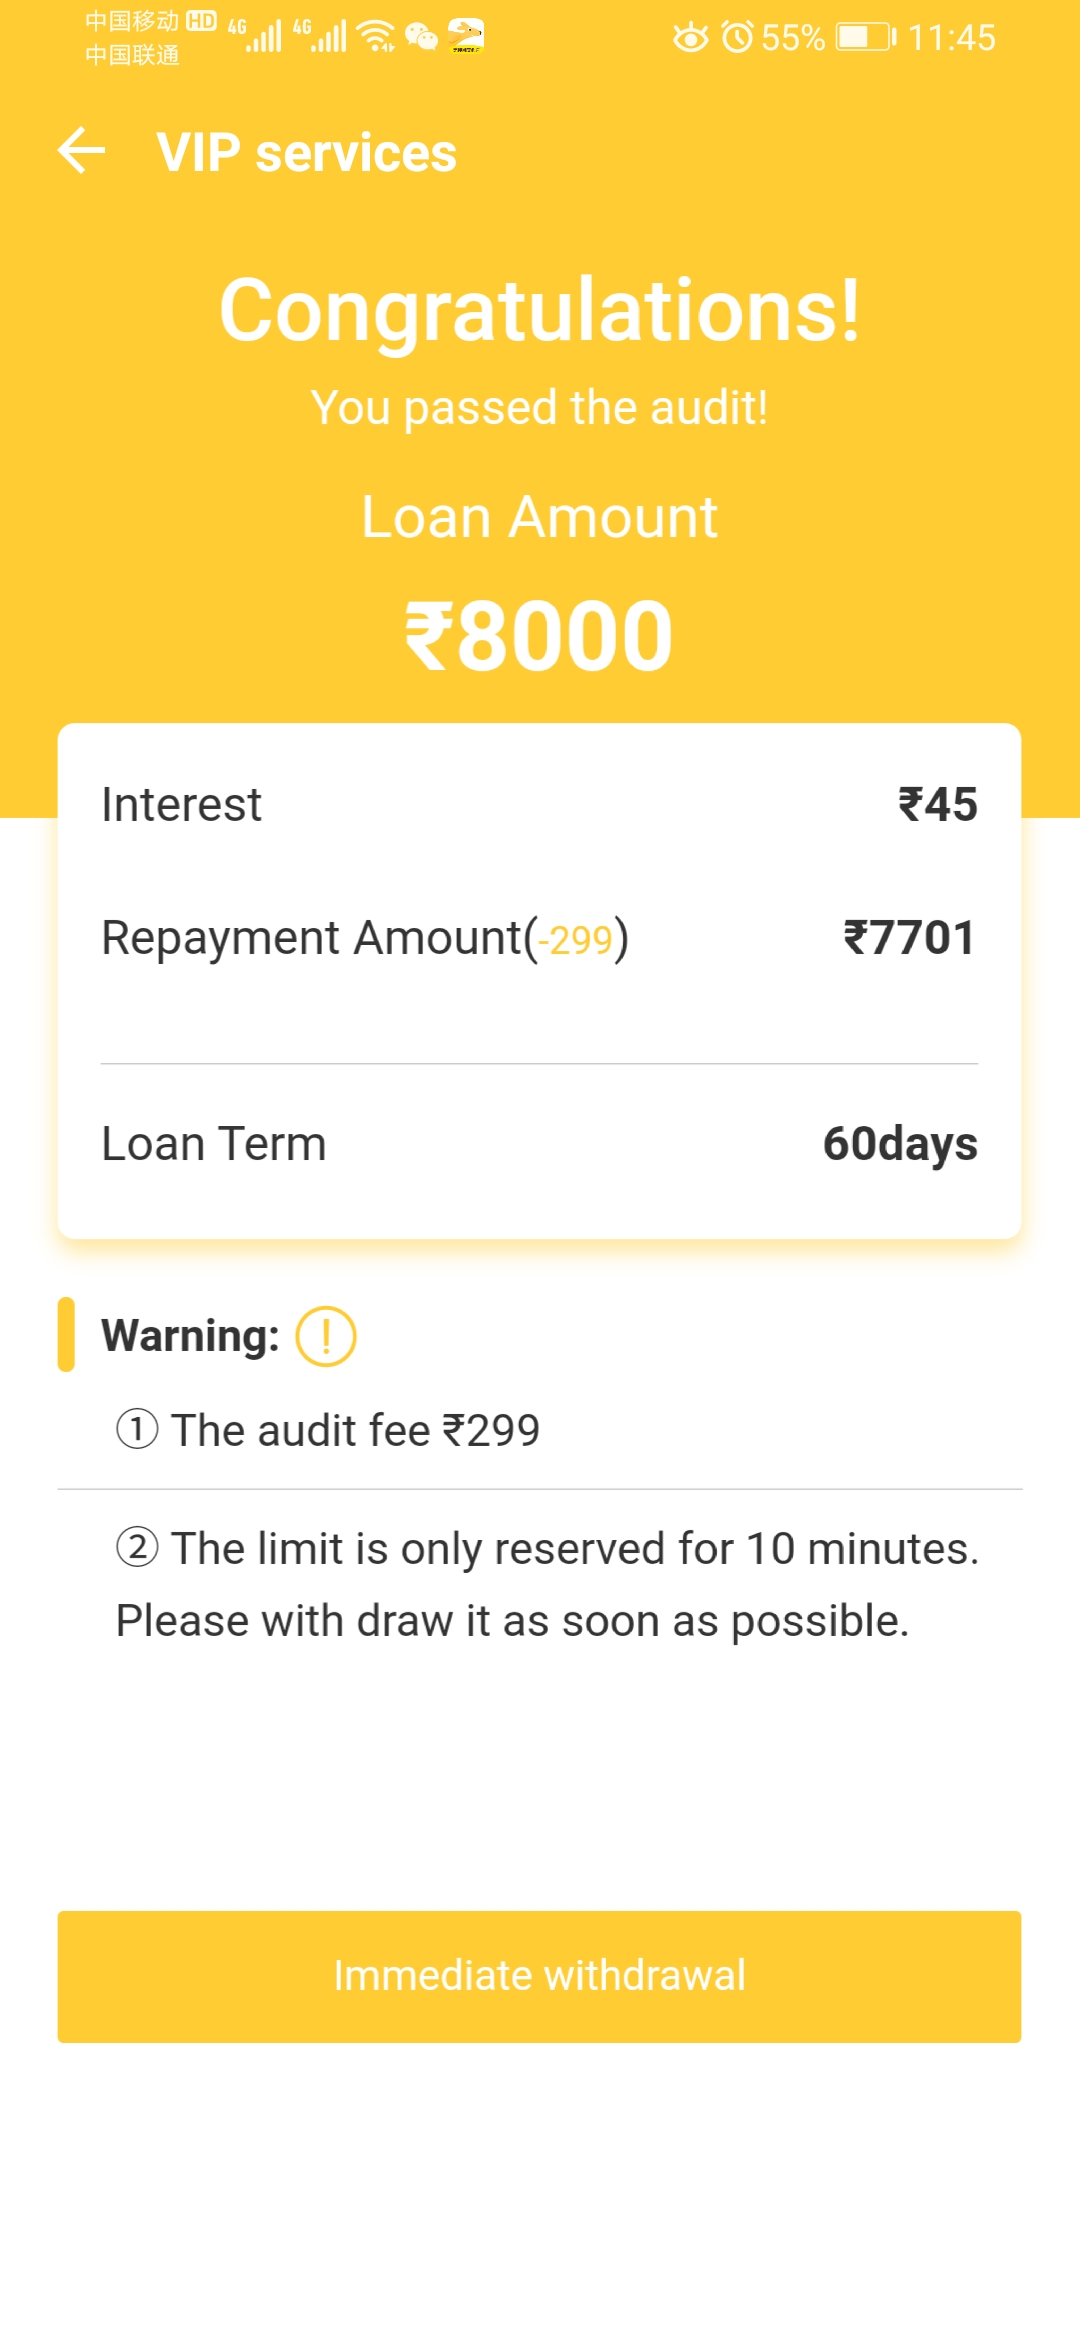 中国移动 HD 4G 4G 55% 11:45
中国联通
VIP services
Congratulations!
You passed the audit!
Loan Amount
₹8000
Interest ₹45
Repayment Amount(-299) ₹7701
Loan Term 60days
Warning: !
① The audit fee ₹299
② The limit is only reserved for 10 minutes.
Please with draw it as soon as possible.
Immediate withdrawal